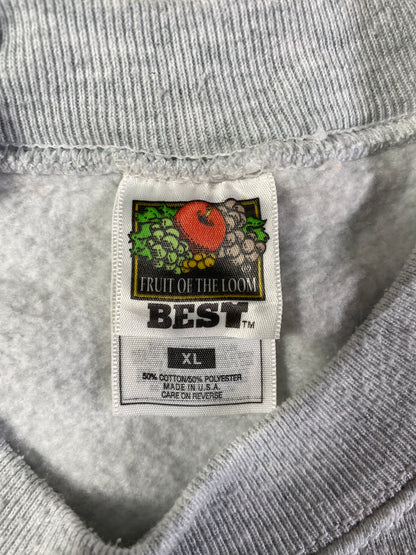 FRUIT OF THE LOOM
BEST™
XL
50% COTTON/50% POLYESTER
MADE IN U.S.A.
CARE ON REVERSE